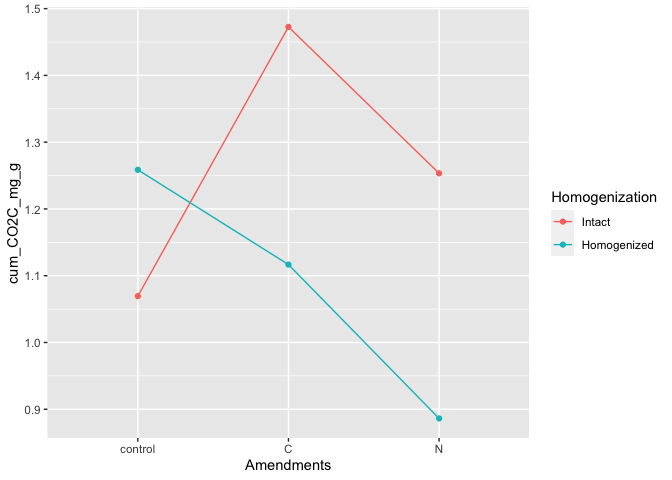 1.5
1.4
1.3
1.2
1.1
1.0
0.9
cum_CO2C_mg_g
control C N
Amendments
Homogenization
Intact
Homogenized